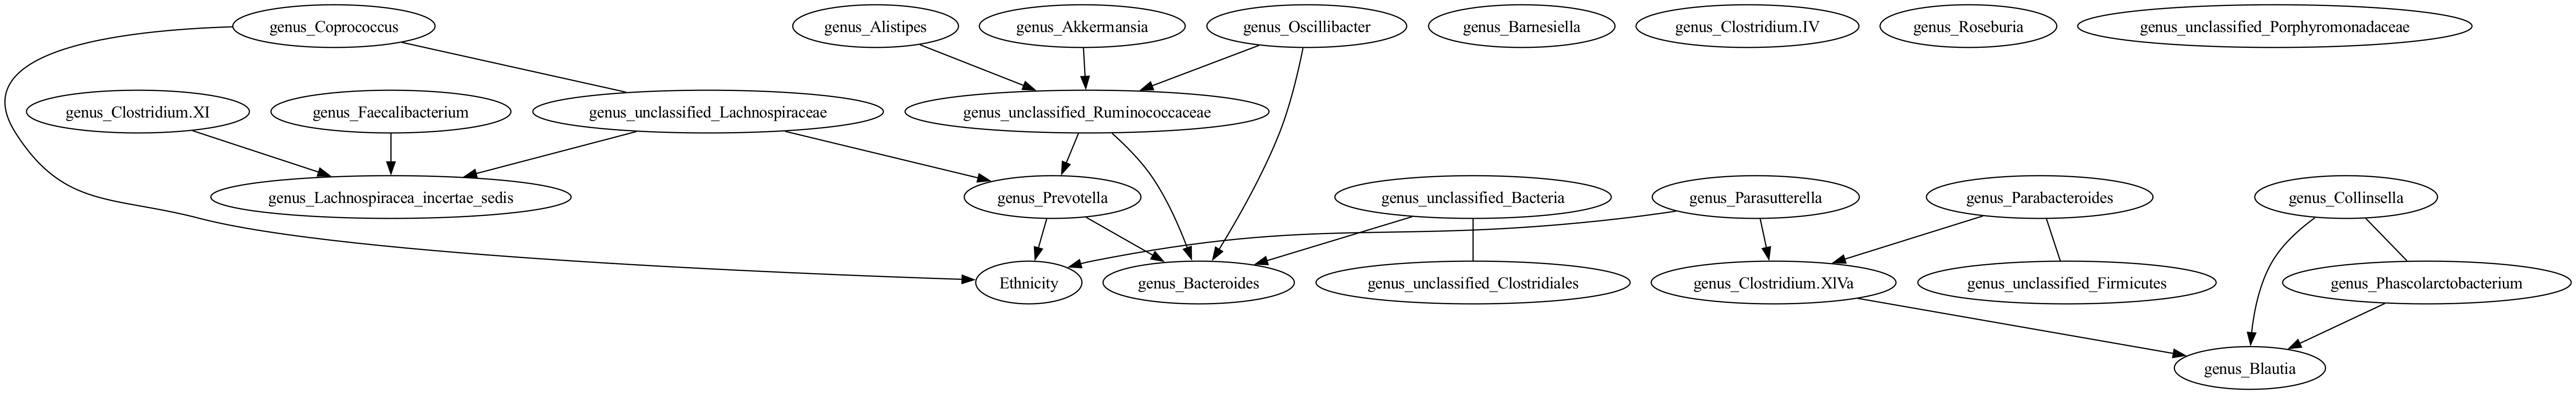 genus_Coprococcus
genus_Alistipes
genus_Akkermansia
genus_Oscillibacter
genus_Barnesiella
genus_Clostridium.IV
genus_Roseburia
genus_unclassified_Porphyromonadaceae
genus_Clostridium.XI
genus_Faecalibacterium
genus_unclassified_Lachnospiraceae
genus_unclassified_Ruminococcaceae
genus_Lachnospiracea_incertae_sedis
genus_Prevotella
genus_unclassified_Bacteria
genus_Parasutterella
genus_Parabacteroides
genus_Collinsella
Ethnicity
genus_Bacteroides
genus_unclassified_Clostridiales
genus_Clostridium.XlVa
genus_unclassified_Firmicutes
genus_Phascolarctobacterium
genus_Blautia